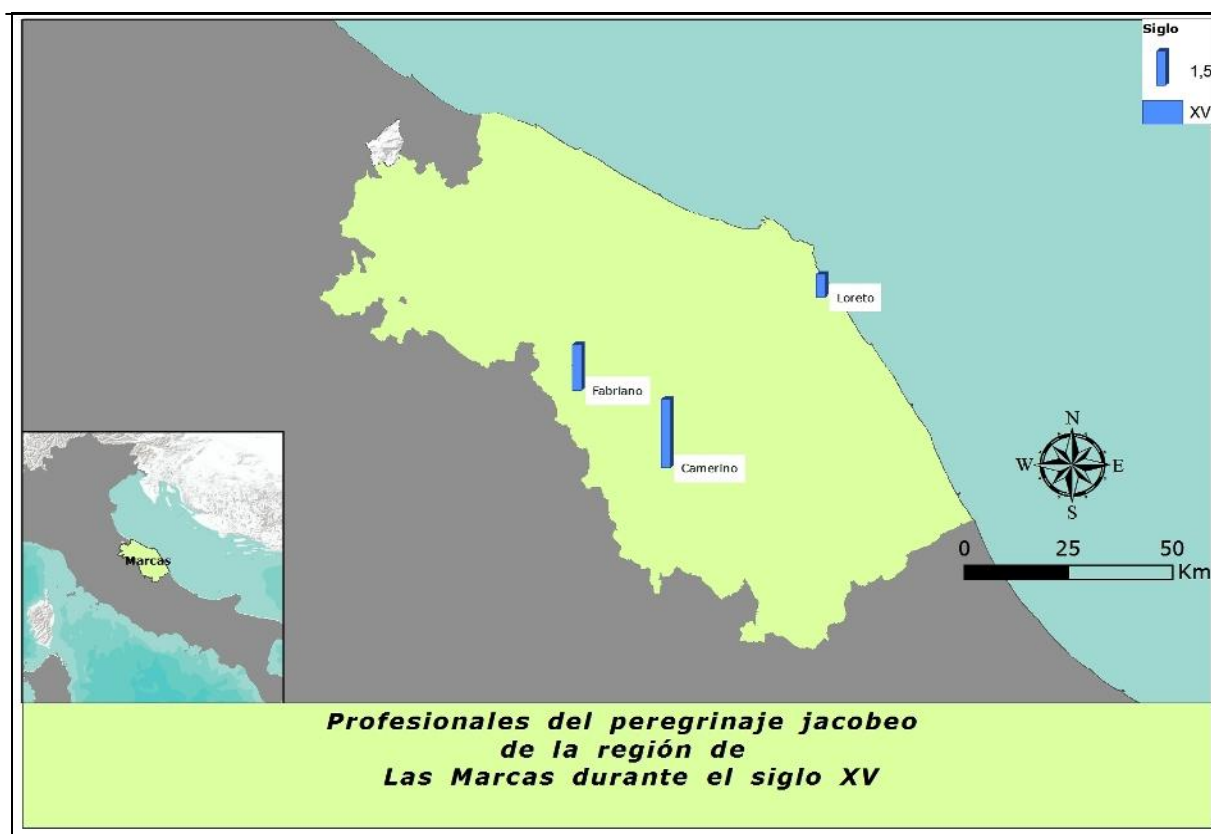 Siglo
1,5
XV
Loreto
Fabriano
Camerino
N
W E
S
0 25 50
Km
Marcas
Profesionales del peregrinaje jacobeo
de la región de
Las Marcas durante el siglo XV